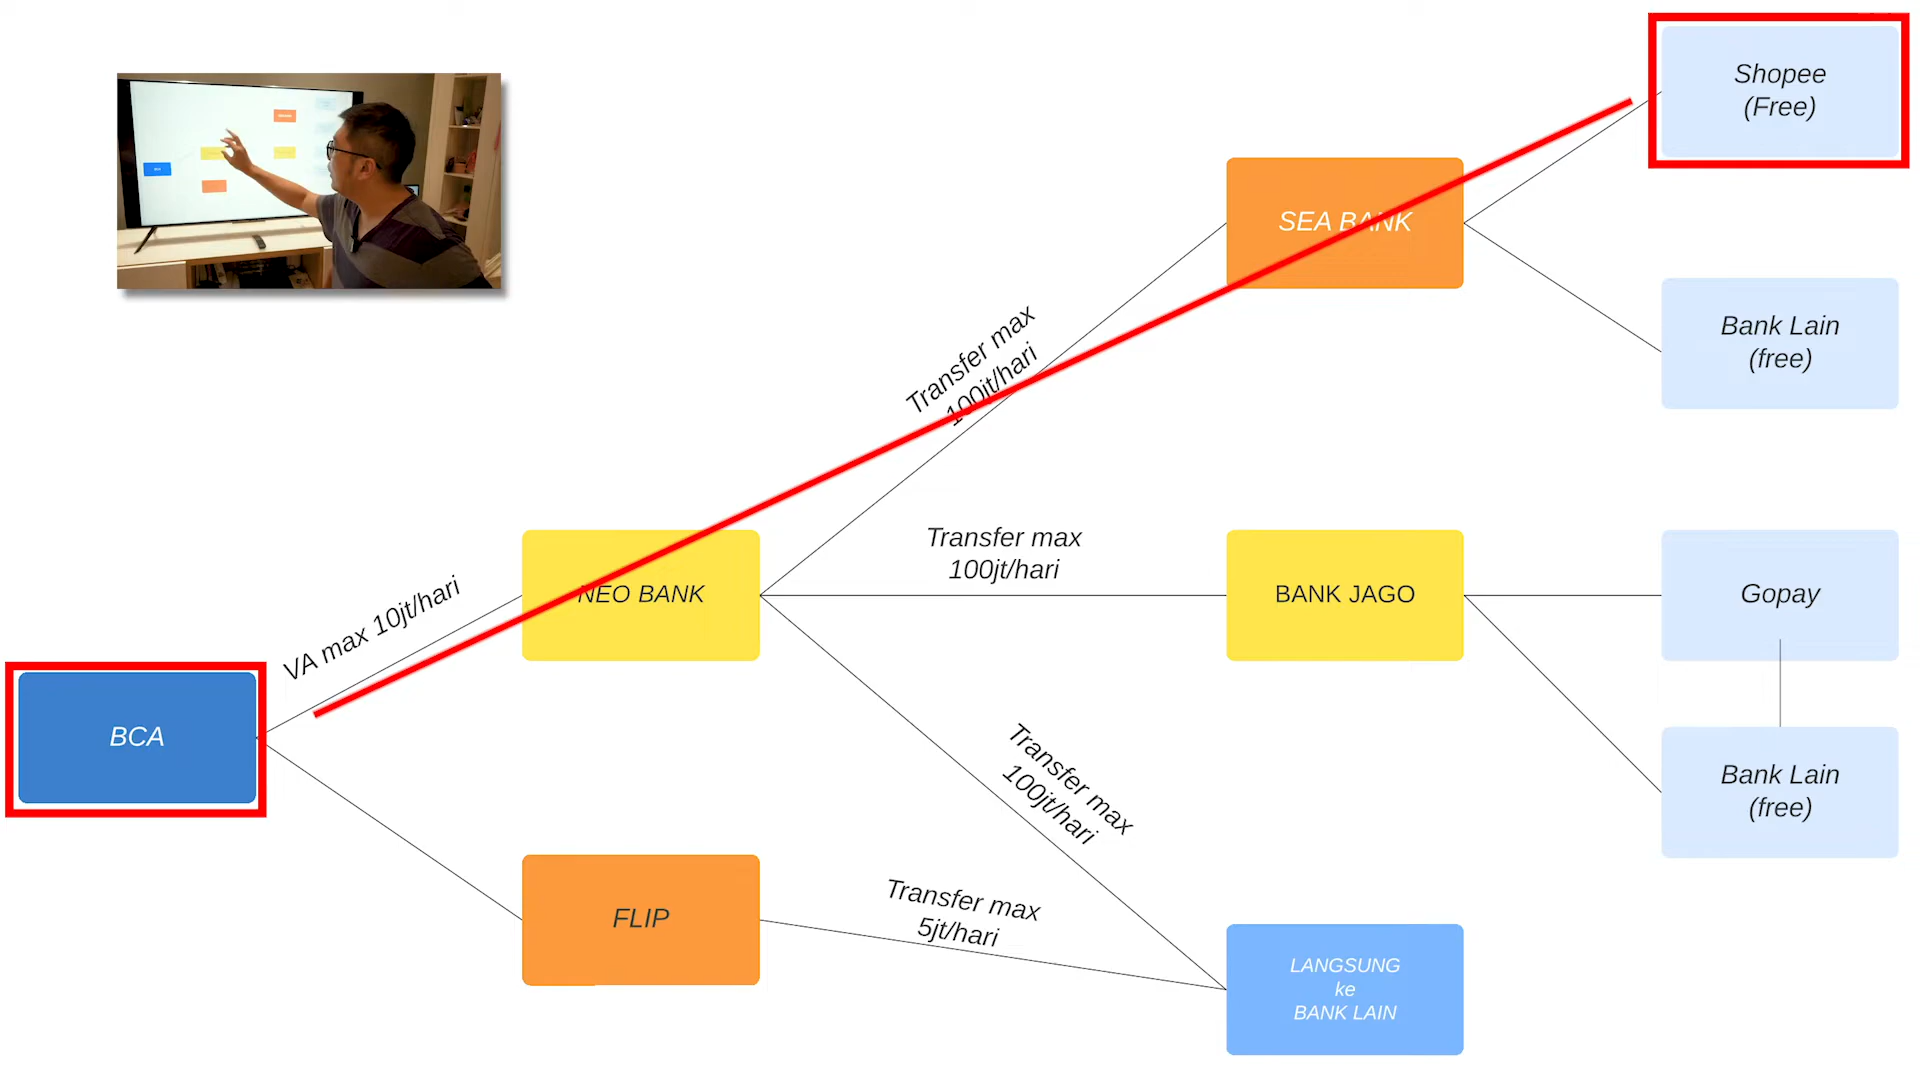 Shopee
(Free)
SEA BANK
Bank Lain
(free)
Transfer max
100jt/hari
Transfer max
100jt/hari
NEO BANK
BANK JAGO
Gopay
VA max 10jt/hari
BCA
Transfer max
100jt/hari
Bank Lain
(free)
FLIP
Transfer max
5jt/hari
LANGSUNG
ke
BANK LAIN